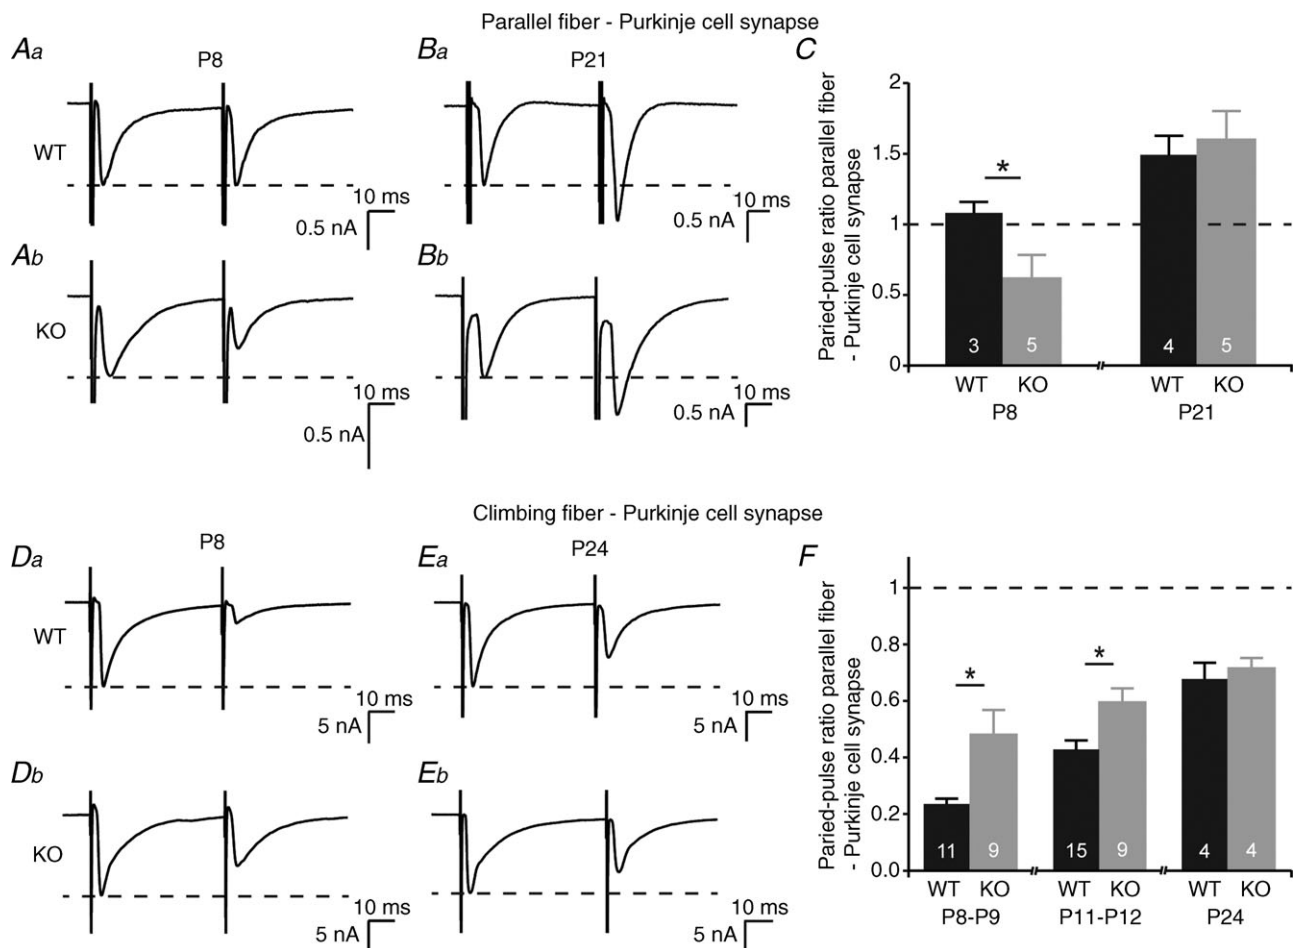 Parallel fiber - Purkinje cell synapse
Aa
P8
WT
10 ms
0.5 nA
Ba
P21
10 ms
0.5 nA
C
Paried-pulse ratio parallel fiber
- Purkinje cell synapse
2
1.5
1
0.5
0
*
3
5
4
5
WT
KO
WT
KO
P8
P21
Ab
KO
10 ms
0.5 nA
Bb
10 ms
0.5 nA
Climbing fiber - Purkinje cell synapse
Da
P8
WT
10 ms
5 nA
Ea
P24
10 ms
5 nA
F
Paried-pulse ratio parallel fiber
- Purkinje cell synapse
1
0.8
0.6
0.4
0.2
0.0
*
*
11
9
15
9
4
4
WT
KO
WT
KO
WT
KO
P8-P9
P11-P12
P24
Db
KO
10 ms
5 nA
Eb
10 ms
5 nA